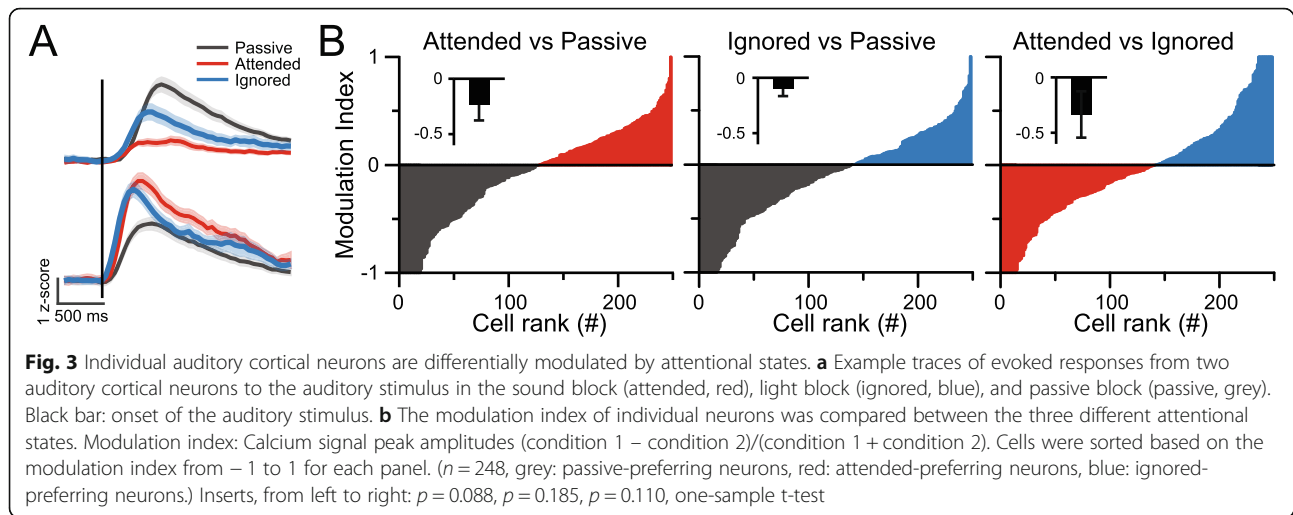 A
Passive
Attended
Ignored
1 z-score
500 ms
B
Attended vs Passive
Ignored vs Passive
Attended vs Ignored
Modulation Index
1
0
-1
0
-0.5
0
-0.5
0
-0.5
0 100 200
0 100 200
0 100 200
Cell rank (#)
Cell rank (#)
Cell rank (#)
Fig. 3 Individual auditory cortical neurons are differentially modulated by attentional states. a Example traces of evoked responses from two
auditory cortical neurons to the auditory stimulus in the sound block (attended, red), light block (ignored, blue), and passive block (passive, grey).
Black bar: onset of the auditory stimulus. b The modulation index of individual neurons was compared between the three different attentional
states. Modulation index: Calcium signal peak amplitudes (condition 1 – condition 2)/(condition 1 + condition 2). Cells were sorted based on the
modulation index from − 1 to 1 for each panel. (n = 248, grey: passive-preferring neurons, red: attended-preferring neurons, blue: ignored-
preferring neurons.) Inserts, from left to right: p = 0.088, p = 0.185, p = 0.110, one-sample t-test